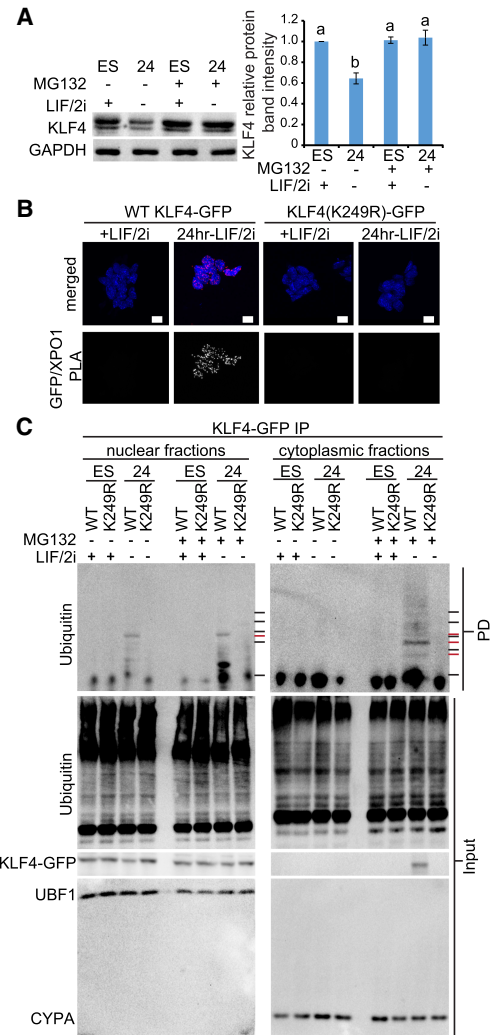 A
ES 24 ES 24
MG132 - - + +
LIF/2i + - + -
KLF4
GAPDH
KLF4 relative protein
band intensity
1.2
1
0.8
0.6
0.4
0.2
0
a b a a
ES 24 ES 24
MG132 - - + +
LIF/2i + - + -
B
WT KLF4-GFP KLF4(K249R)-GFP
+LIF/2i 24hr-LIF/2i +LIF/2i 24hr-LIF/2i
merged
GFP/XPO1
PLA
C
KLF4-GFP IP
nuclear fractions cytoplasmic fractions
ES 24 ES 24 ES 24 ES 24
WT K249R WT K249R WT K249R WT K249R WT K249R WT K249R WT K249R WT K249R
MG132 - - - - + + + + - - - - + + + +
LIF/2i + + - - + + - - + + - - + + - -
Ubiquitin
PD
Ubiquitin
KLF4-GFP
Input
UBF1
CYPA